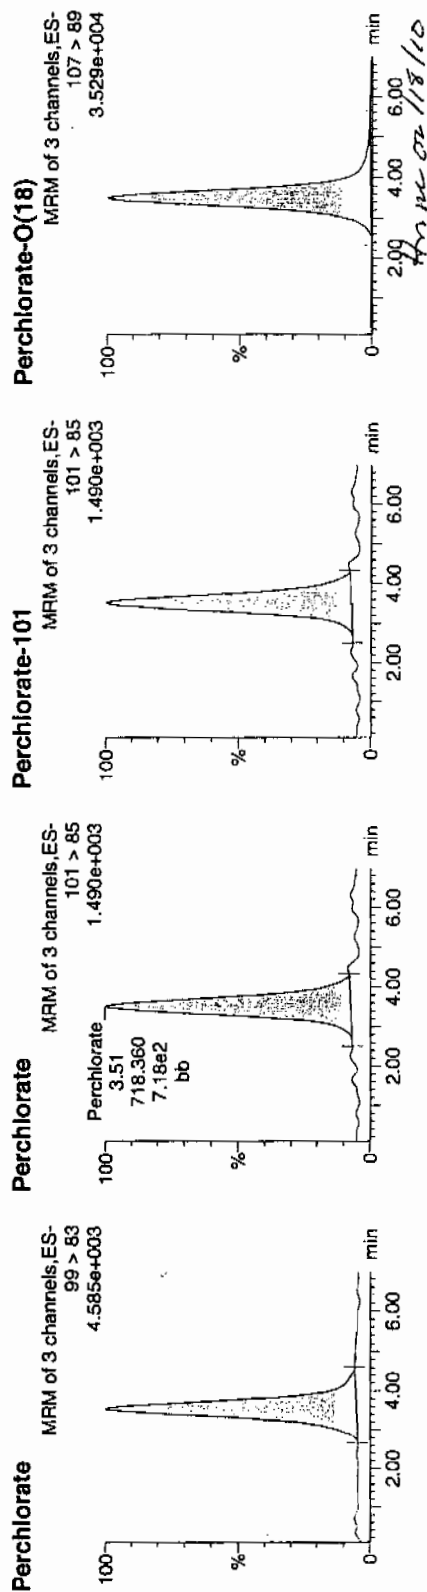 Perchlorate
MRM of 3 channels,ES-
99 > 83
4.585e+003
100
%
0
2.00
4.00
6.00
min
Perchlorate
MRM of 3 channels,ES-
101 > 85
1.490e+003
Perchlorate
3.51
718.360
7.18e2
bb
100
%
0
2.00
4.00
6.00
min
Perchlorate-101
MRM of 3 channels,ES-
101 > 85
1.490e+003
100
%
0
2.00
4.00
6.00
min
Perchlorate-O(18)
MRM of 3 channels,ES-
107 > 89
3.529e+004
100
%
0
2.00
4.00
6.00
min
1/18/10